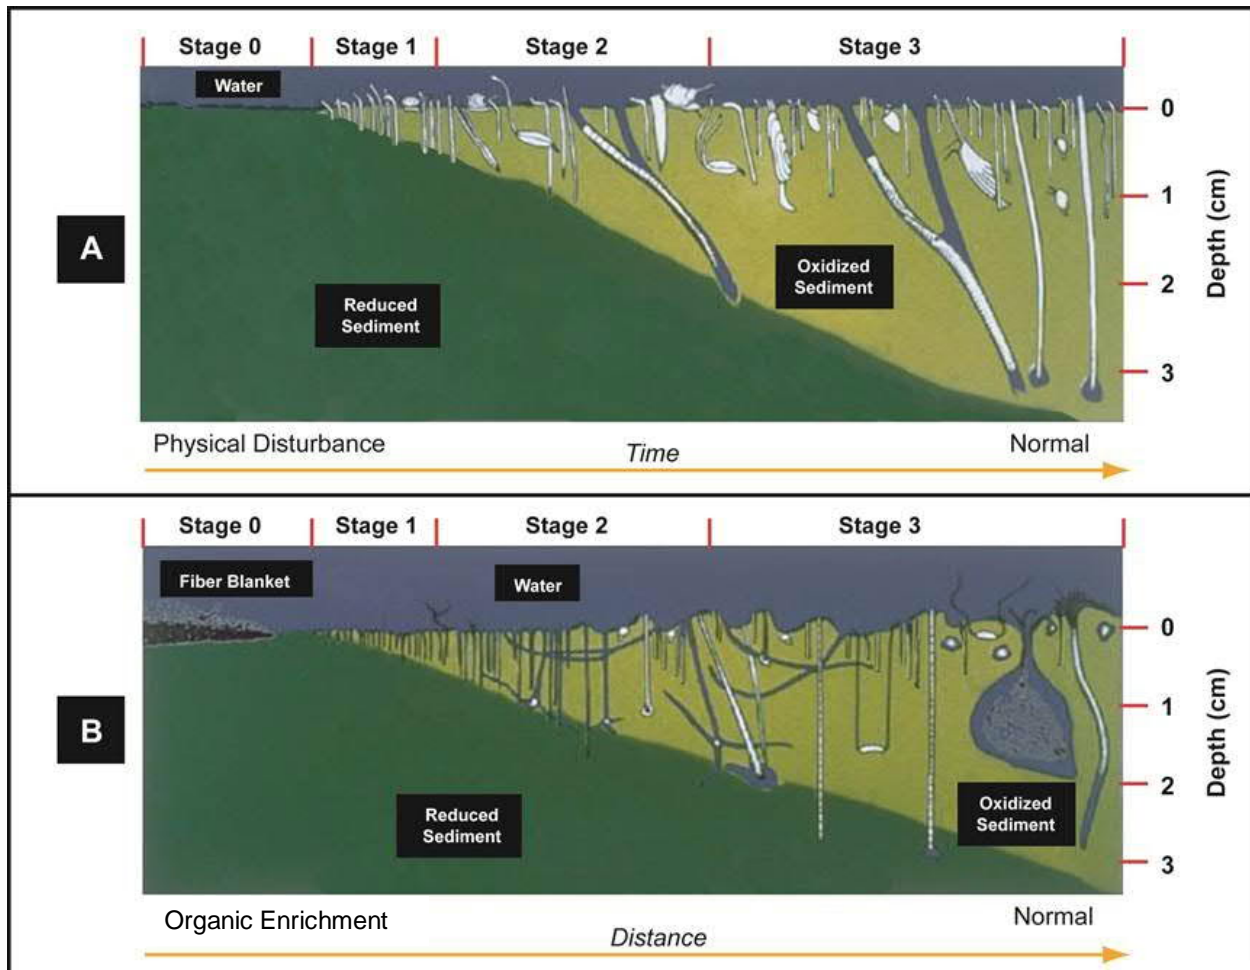 Stage 0 Stage 1 Stage 2 Stage 3
Water
0
1
A
Oxidized
Sediment
2
Reduced
Sediment
3
Depth (cm)
Physical Disturbance Time Normal
Stage 0 Stage 1 Stage 2 Stage 3
Fiber Blanket Water
0
1
B
2
Reduced
Sediment
Oxidized
Sediment
3
Depth (cm)
Organic Enrichment Distance Normal